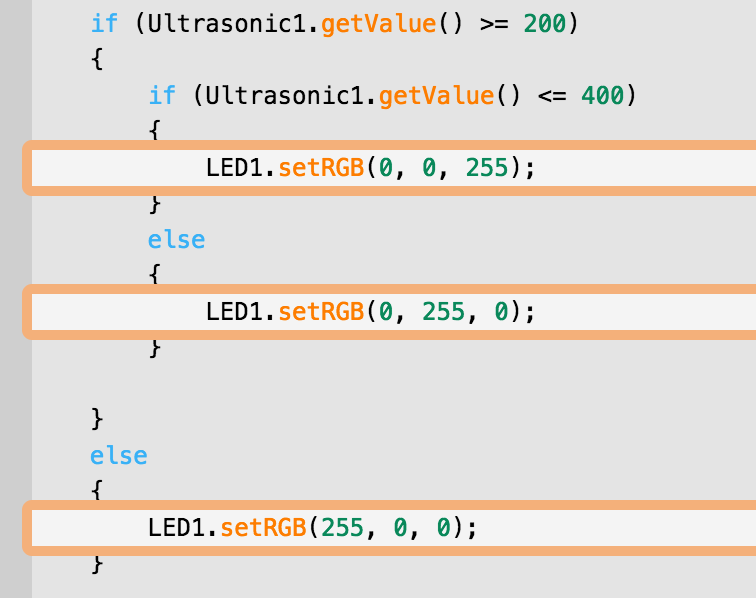 if (Ultrasonic1.getValue() >= 200)
{
if (Ultrasonic1.getValue() <= 400)
{
LED1.setRGB(0, 0, 255);
}
else
{
LED1.setRGB(0, 255, 0);
}
}
else
{
LED1.setRGB(255, 0, 0);
}